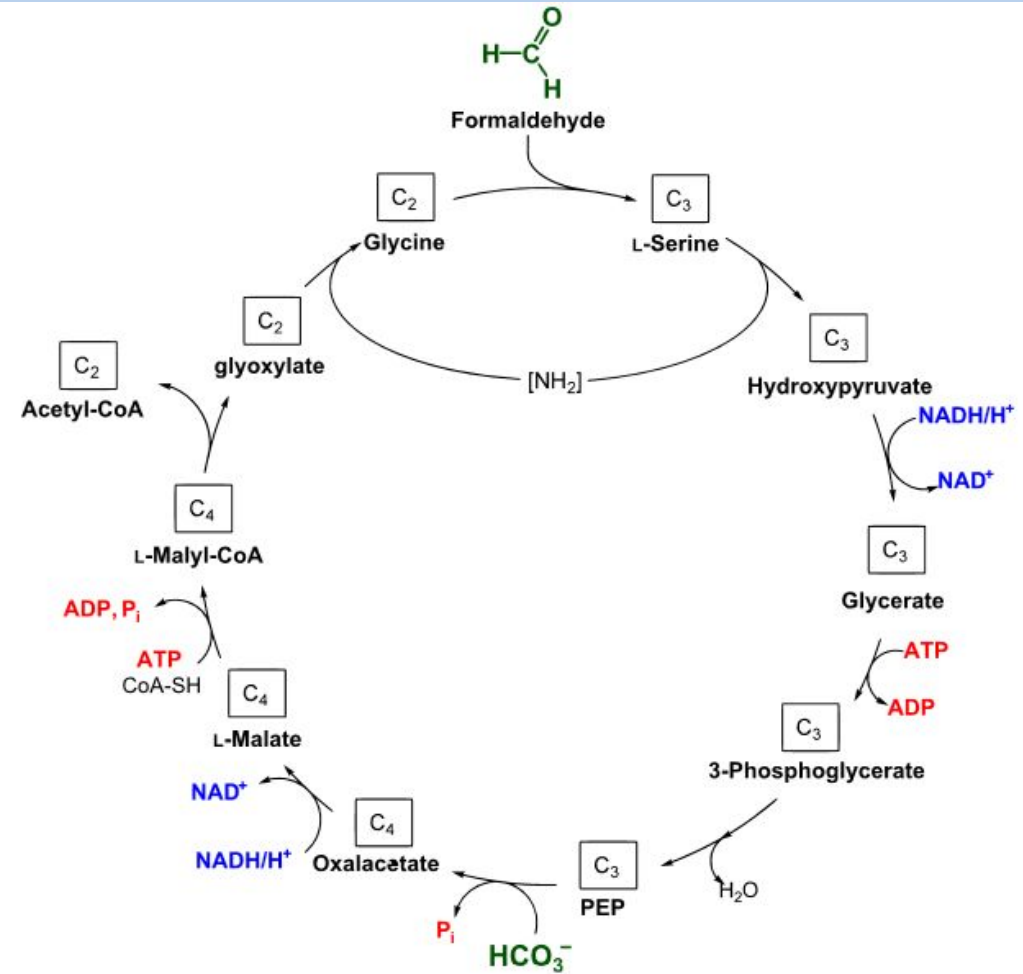 O
H C
H
Formaldehyde
C₂
Glycine
C₃
L-Serine
C₂
glyoxylate
C₃
Hydroxypyruvate
[NH₂]
C₂
Acetyl-CoA
NADH/H⁺
NAD⁺
C₄
L-Malyl-CoA
C₃
Glycerate
ADP, Pᵢ
ATP
CoA-SH
ATP
ADP
C₄
L-Malate
C₃
3-Phosphoglycerate
NAD⁺
NADH/H⁺
C₄
Oxalacetate
C₃
PEP
H₂O
Pᵢ
HCO₃⁻